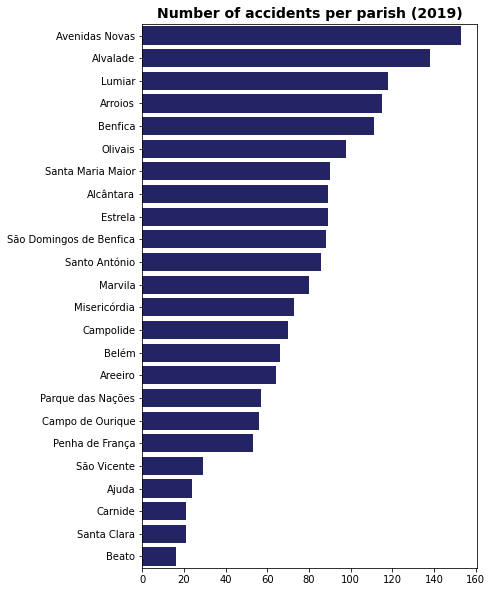 Number of accidents per parish (2019)
Avenidas Novas
Alvalade
Lumiar
Arroios
Benfica
Olivais
Santa Maria Maior
Alcântara
Estrela
São Domingos de Benfica
Santo António
Marvila
Misericórdia
Campolide
Belém
Areeiro
Parque das Nações
Campo de Ourique
Penha de França
São Vicente
Ajuda
Carnide
Santa Clara
Beato
0 20 40 60 80 100 120 140 160